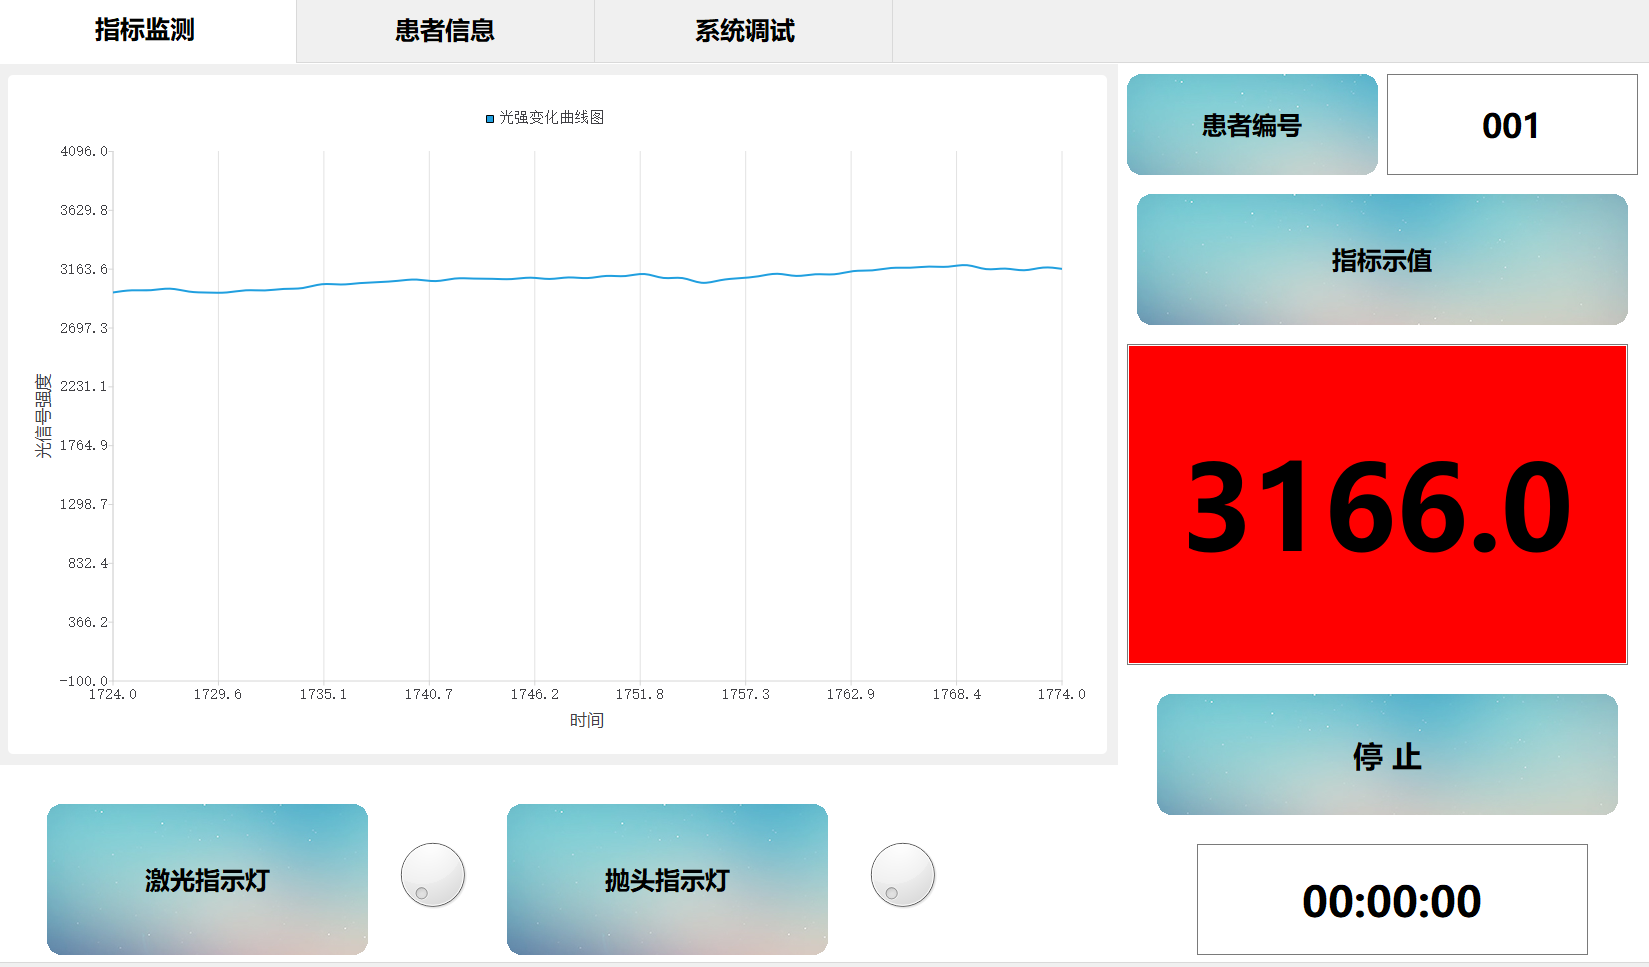 指标监测 患者信息 系统调试
光强变化曲线图
4096.0
3629.8
3163.6
2697.3
2231.1
1764.9
1298.7
832.4
366.2
-100.0
光信号强度
1724.0 1729.6 1735.1 1740.7 1746.2 1751.8 1757.3 1762.9 1768.4 1774.0
时间
患者编号 001
指标示值
3166.0
停 止
激光指示灯 抛头指示灯
00:00:00